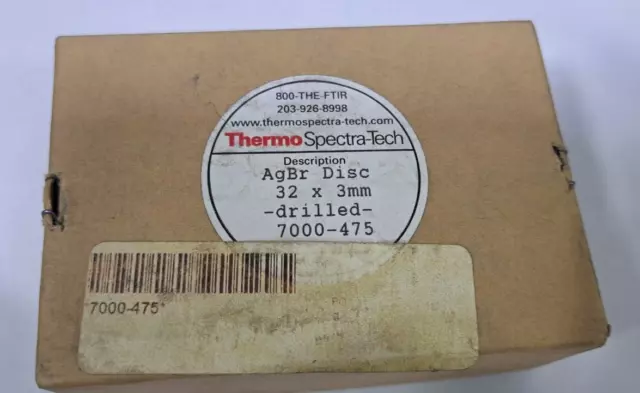 800-THE-FTIR
203-926-8998
www.thermospectra-tech.com
Thermo Spectra-Tech
Description
AgBr Disc
32 x 3mm
-drilled-
7000-475
*7000-475*